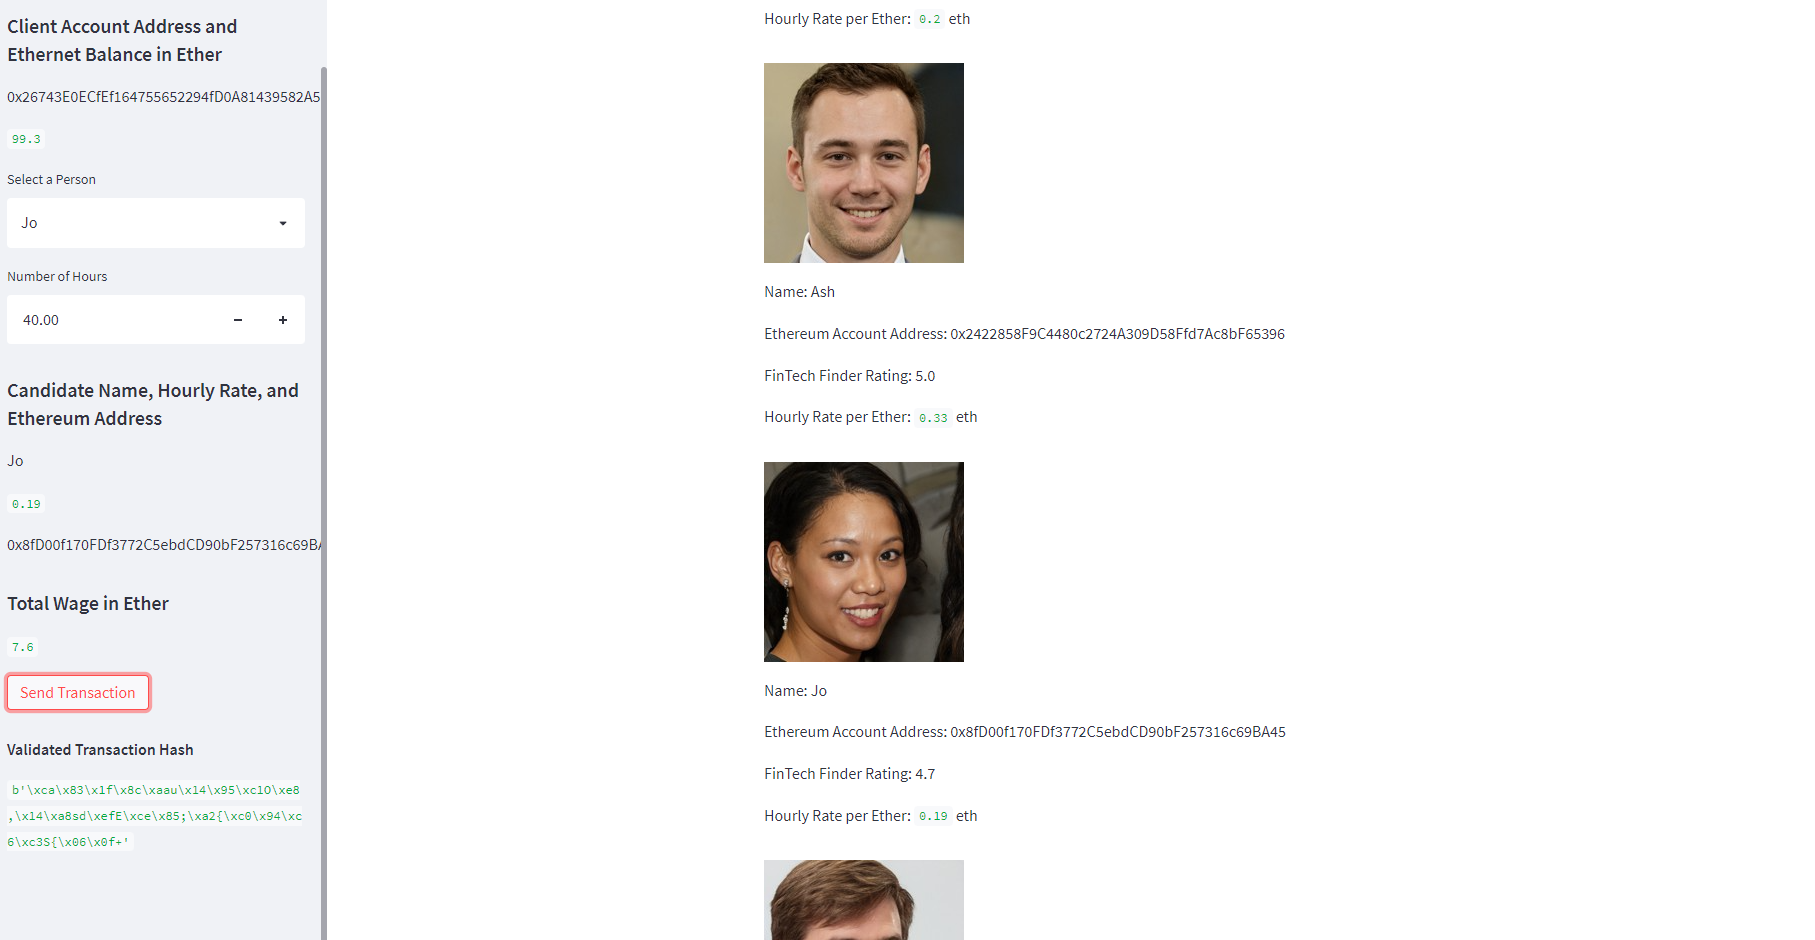 Client Account Address and
Ethernet Balance in Ether
0x26743E0ECfEf164755652294fD0A81439582A5
99.3
Select a Person
Jo
Number of Hours
40.00
Candidate Name, Hourly Rate, and
Ethereum Address
Jo
0.19
0x8fD00f170FDf3772C5ebdCD90bF257316c69BA
Total Wage in Ether
7.6
Send Transaction
Validated Transaction Hash
b'\xca\x83\x1f\x8c\xaau\x14\x95\xc1O\xe8
,\x14\xa8sd\xefE\xce\x85;\xa2{\xc0\x94\xc
6\xc3S{\x06\x0f+'
Hourly Rate per Ether: 0.2 eth
Name: Ash
Ethereum Account Address: 0x2422858F9C4480c2724A309D58Ffd7Ac8bF65396
FinTech Finder Rating: 5.0
Hourly Rate per Ether: 0.33 eth
Name: Jo
Ethereum Account Address: 0x8fD00f170FDf3772C5ebdCD90bF257316c69BA45
FinTech Finder Rating: 4.7
Hourly Rate per Ether: 0.19 eth